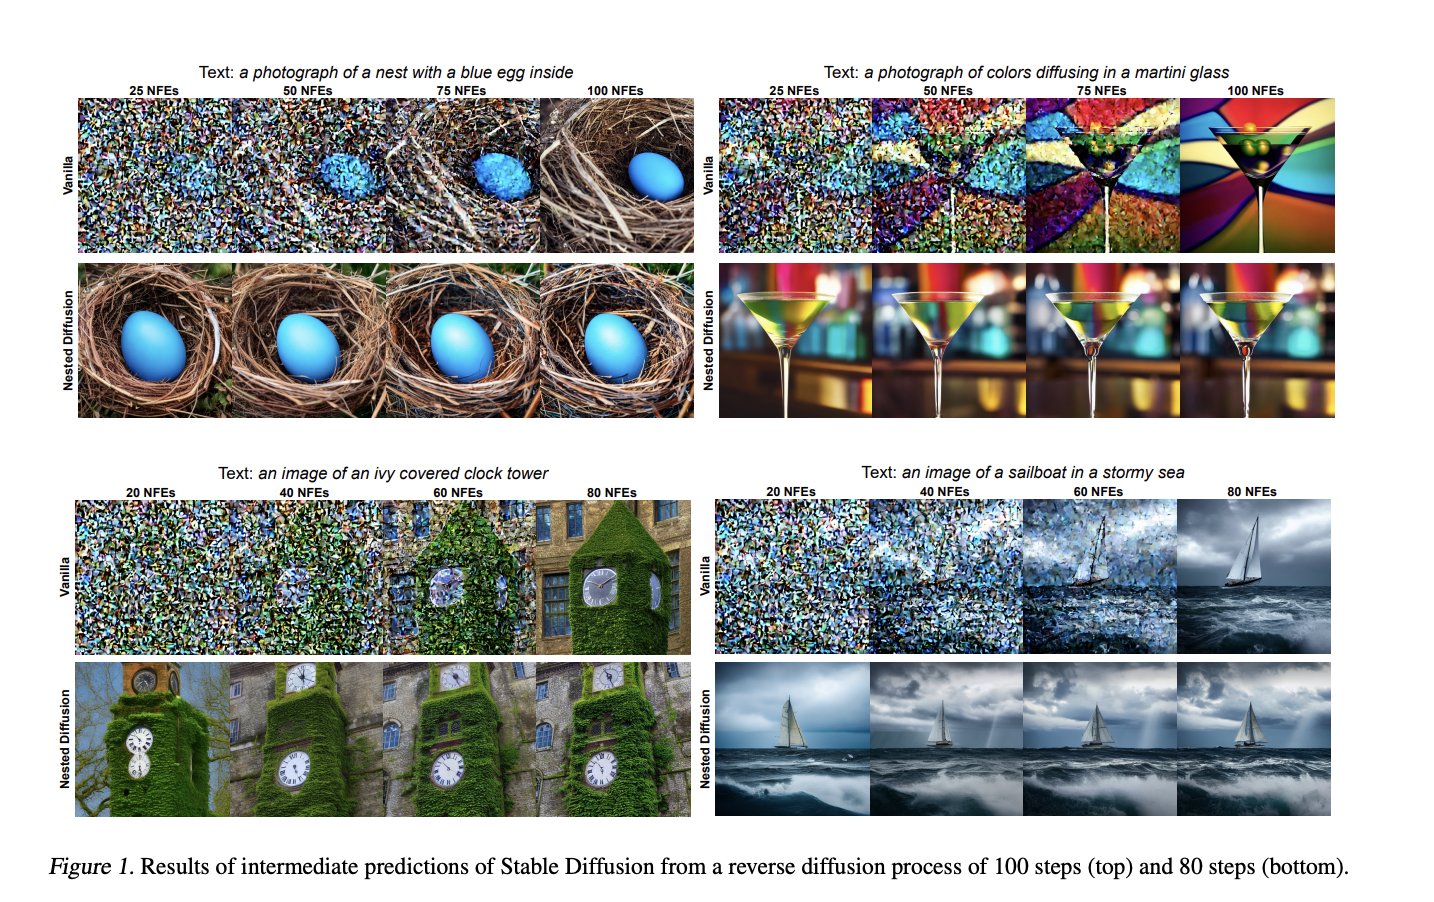 Text: a photograph of a nest with a blue egg inside
25 NFEs 50 NFEs 75 NFEs 100 NFEs
Vanilla
Nested Diffusion
Text: a photograph of colors diffusing in a martini glass
25 NFEs 50 NFEs 75 NFEs 100 NFEs
Vanilla
Nested Diffusion
Text: an image of an ivy covered clock tower
20 NFEs 40 NFEs 60 NFEs 80 NFEs
Vanilla
Nested Diffusion
Text: an image of a sailboat in a stormy sea
20 NFEs 40 NFEs 60 NFEs 80 NFEs
Vanilla
Nested Diffusion
Figure 1. Results of intermediate predictions of Stable Diffusion from a reverse diffusion process of 100 steps (top) and 80 steps (bottom).